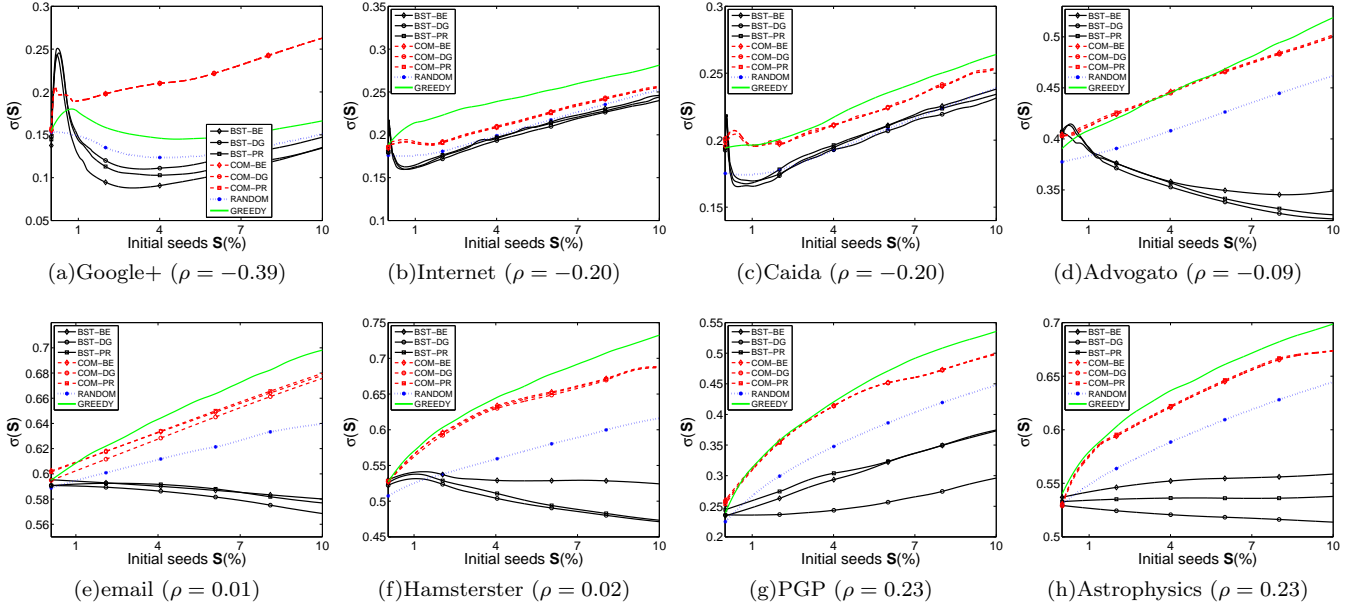 0.3
0.25
0.2
0.15
0.1
0.05
σ(S)
1
4
7
10
Initial seeds S(%)
BST−BE
BST−DG
BST−PR
COM−BE
COM−DG
COM−PR
RANDOM
GREEDY
(a)Google+ (ρ = −0.39)
0.35
0.3
0.25
0.2
0.15
0.1
σ(S)
1
4
7
10
Initial seeds S(%)
BST−BE
BST−DG
BST−PR
COM−BE
COM−DG
COM−PR
RANDOM
GREEDY
(b)Internet (ρ = −0.20)
0.3
0.25
0.2
0.15
σ(S)
1
4
7
10
Initial seeds S(%)
BST−BE
BST−DG
BST−PR
COM−BE
COM−DG
COM−PR
RANDOM
GREEDY
(c)Caida (ρ = −0.20)
0.5
0.45
0.4
0.35
σ(S)
1
4
7
10
Initial seeds S(%)
BST−BE
BST−DG
BST−PR
COM−BE
COM−DG
COM−PR
RANDOM
GREEDY
(d)Advogato (ρ = −0.09)
0.7
0.68
0.66
0.64
0.62
0.6
0.58
0.56
σ(S)
1
4
7
10
Initial seeds S(%)
BST−BE
BST−DG
BST−PR
COM−BE
COM−DG
COM−PR
RANDOM
GREEDY
(e)email (ρ = 0.01)
0.75
0.7
0.65
0.6
0.55
0.5
0.45
σ(S)
1
4
7
10
Initial seeds S(%)
BST−BE
BST−DG
BST−PR
COM−BE
COM−DG
COM−PR
RANDOM
GREEDY
(f)Hamsterster (ρ = 0.02)
0.55
0.5
0.45
0.4
0.35
0.3
0.25
0.2
σ(S)
1
4
7
10
Initial seeds S(%)
BST−BE
BST−DG
BST−PR
COM−BE
COM−DG
COM−PR
RANDOM
GREEDY
(g)PGP (ρ = 0.23)
0.7
0.65
0.6
0.55
0.5
σ(S)
1
4
7
10
Initial seeds S(%)
BST−BE
BST−DG
BST−PR
COM−BE
COM−DG
COM−PR
RANDOM
GREEDY
(h)Astrophysics (ρ = 0.23)